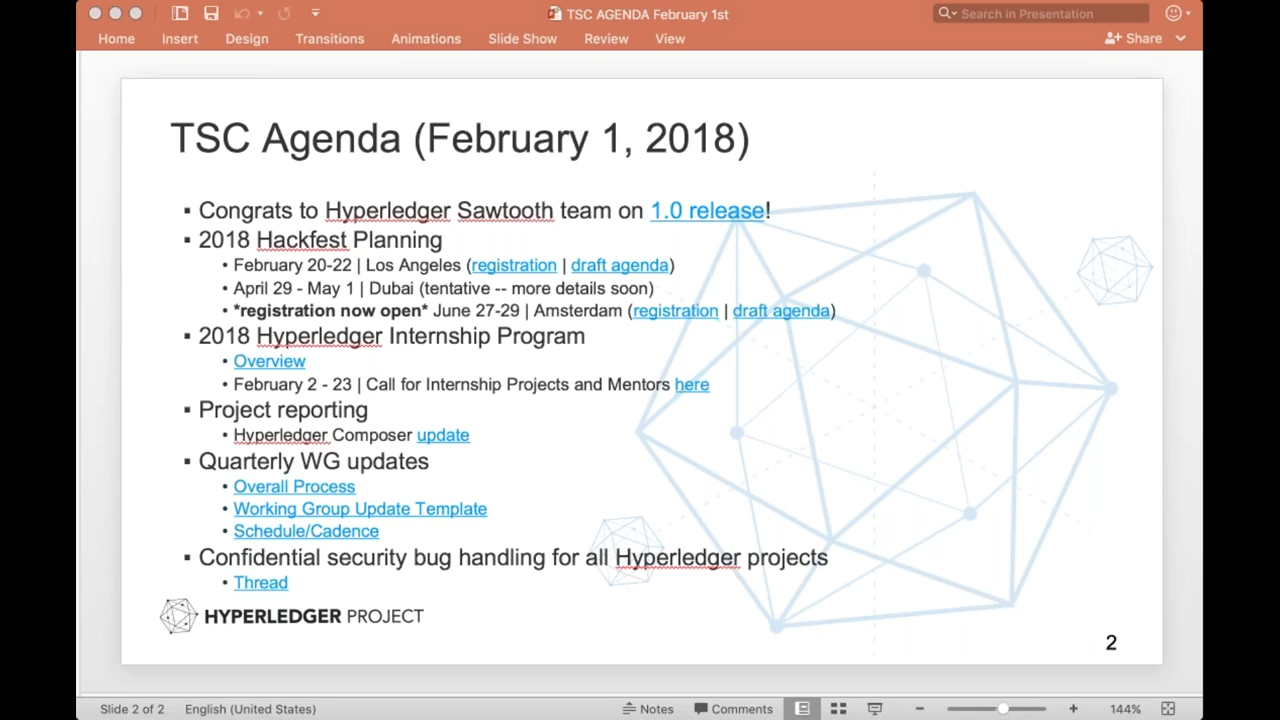 TSC AGENDA February 1st
Search in Presentation
Home Insert Design Transitions Animations Slide Show Review View Share
TSC Agenda (February 1, 2018)
▪ Congrats to Hyperledger Sawtooth team on 1.0 release!
▪ 2018 Hackfest Planning
• February 20-22 | Los Angeles (registration | draft agenda)
• April 29 - May 1 | Dubai (tentative -- more details soon)
• *registration now open* June 27-29 | Amsterdam (registration | draft agenda)
▪ 2018 Hyperledger Internship Program
• Overview
• February 2 - 23 | Call for Internship Projects and Mentors here
▪ Project reporting
• Hyperledger Composer update
▪ Quarterly WG updates
• Overall Process
• Working Group Update Template
• Schedule/Cadence
▪ Confidential security bug handling for all Hyperledger projects
• Thread
HYPERLEDGER PROJECT
2
Slide 2 of 2 English (United States) Notes Comments 144%